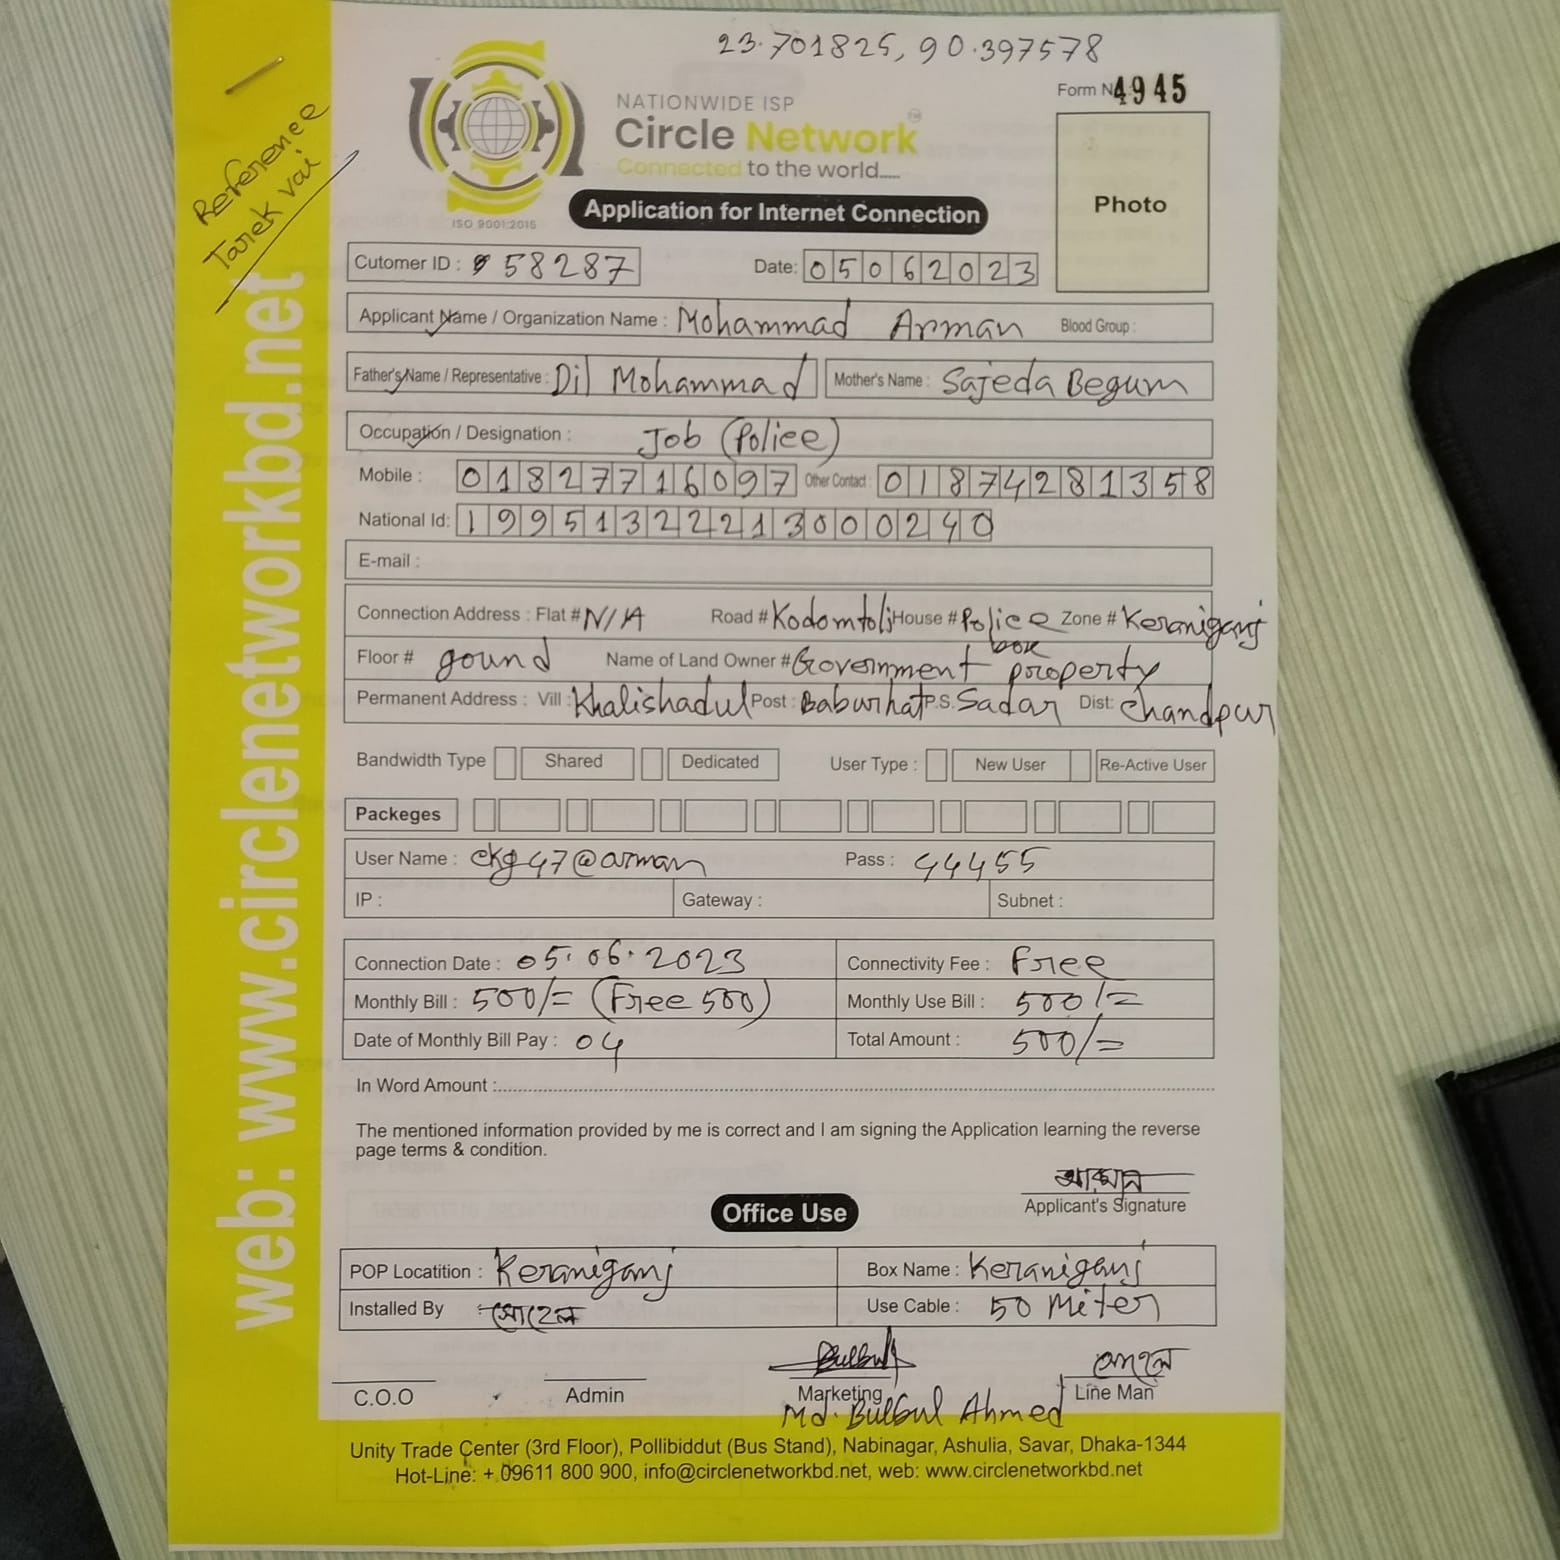 23.701825, 90.397578
Form N 4945
Reference
Tarek vai
NATIONWIDE ISP
Circle Network
TM
Connected to the world.....
ISO 9001:2015
Application for Internet Connection
Photo
Cutomer ID : 58287 Date: 05062023
Applicant Name / Organization Name : Mohammad Arman Blood Group :
Father's Name / Representative : Dil Mohammad Mother's Name : Sajeda Begum
Occupation / Designation : Job (Police)
Mobile : 01827716097 Other Contact : 01874281358
National Id: 19951322213000240
E-mail :
Connection Address : Flat # N/A Road # Kodomtoli House # Police box Zone # Keraniganj
Floor # gound Name of Land Owner # Government property
Permanent Address : Vill : Khalishadul Post : Baburhat P.S. Sadar Dist: Chandpur
Bandwidth Type Shared Dedicated User Type : New User Re-Active User
Packeges
User Name : ckg47@arman Pass : 44455
IP : Gateway : Subnet :
Connection Date : 05.06.2023 Connectivity Fee : Free
Monthly Bill : 500/= (Free 500) Monthly Use Bill : 500/=
Date of Monthly Bill Pay : 04 Total Amount : 500/=
In Word Amount :
The mentioned information provided by me is correct and I am signing the Application learning the reverse
page terms & condition.
আরমান
Applicant's Signature
Office Use
POP Locatition : Keraniganj Box Name : Keraniganj
Installed By সোহেল Use Cable : 50 Miter
Bulbul
C.O.O Admin Marketing Line Man
Md. Bulbul Ahmed
Unity Trade Center (3rd Floor), Pollibiddut (Bus Stand), Nabinagar, Ashulia, Savar, Dhaka-1344
Hot-Line: + 09611 800 900, info@circlenetworkbd.net, web: www.circlenetworkbd.net
web: www.circlenetworkbd.net